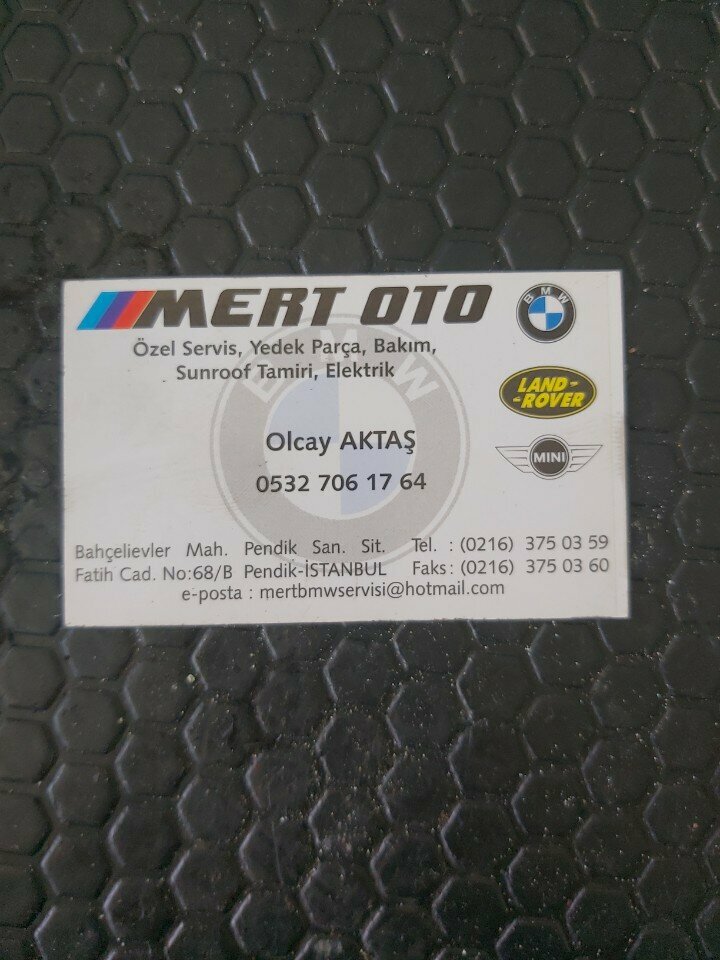 MERT OTO
BMW
Özel Servis, Yedek Parça, Bakım,
Sunroof Tamiri, Elektrik
BMW
LAND-
-ROVER
MINI
Olcay AKTAŞ
0532 706 17 64
Bahçelievler Mah. Pendik San. Sit. Tel. : (0216) 375 03 59
Fatih Cad. No:68/B Pendik-İSTANBUL Faks: (0216) 375 03 60
e-posta : mertbmwservisi@hotmail.com